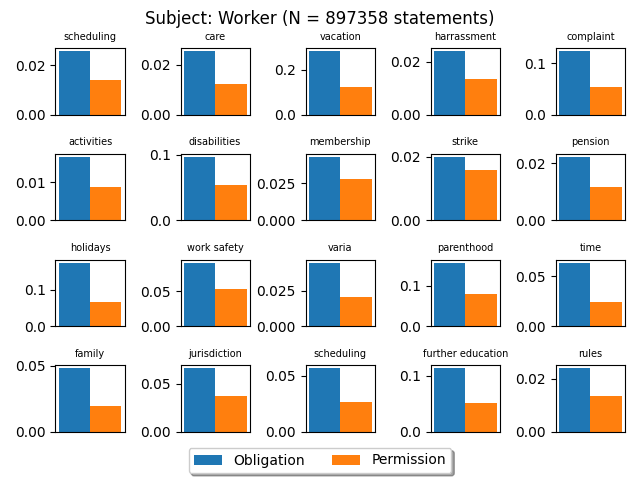 Subject: Worker (N = 897358 statements)
scheduling care vacation harrassment complaint
0.02 0.02 0.2 0.02 0.1
0.00 0.00 0.0 0.00 0.0
activities disabilities membership strike pension
0.01 0.1 0.025 0.02 0.02
0.00 0.0 0.000 0.00 0.00
holidays work safety varia parenthood time
0.1 0.05 0.025 0.1 0.05
0.0 0.00 0.000 0.0 0.00
family jurisdiction scheduling further education rules
0.05 0.05 0.05 0.1 0.02
0.00 0.00 0.00 0.0 0.00
Obligation Permission